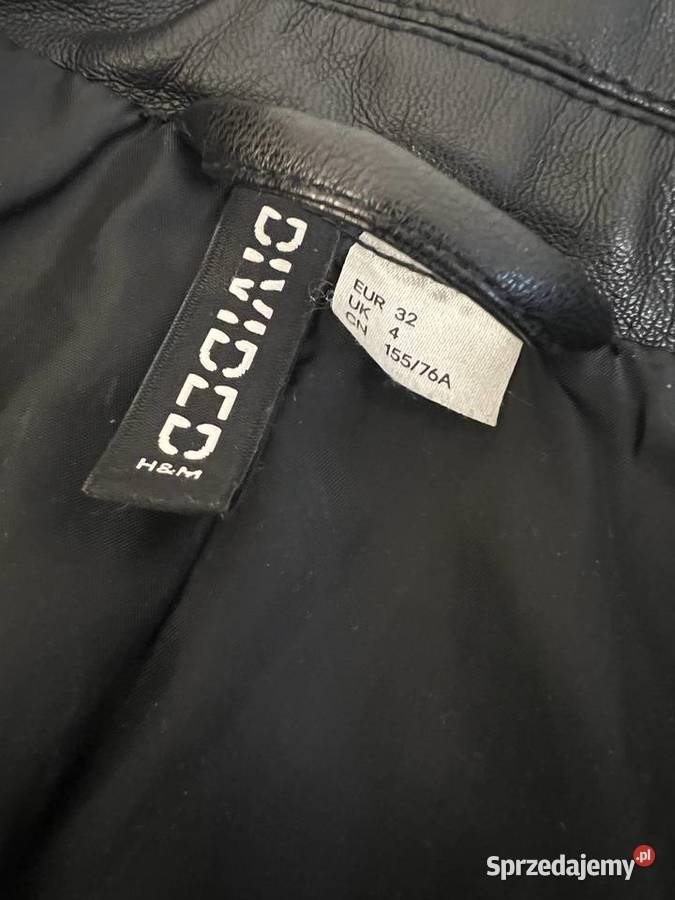 DIVIDED
H&M
EUR 32
UK 4
CN 155/76A
Sprzedajemy.pl